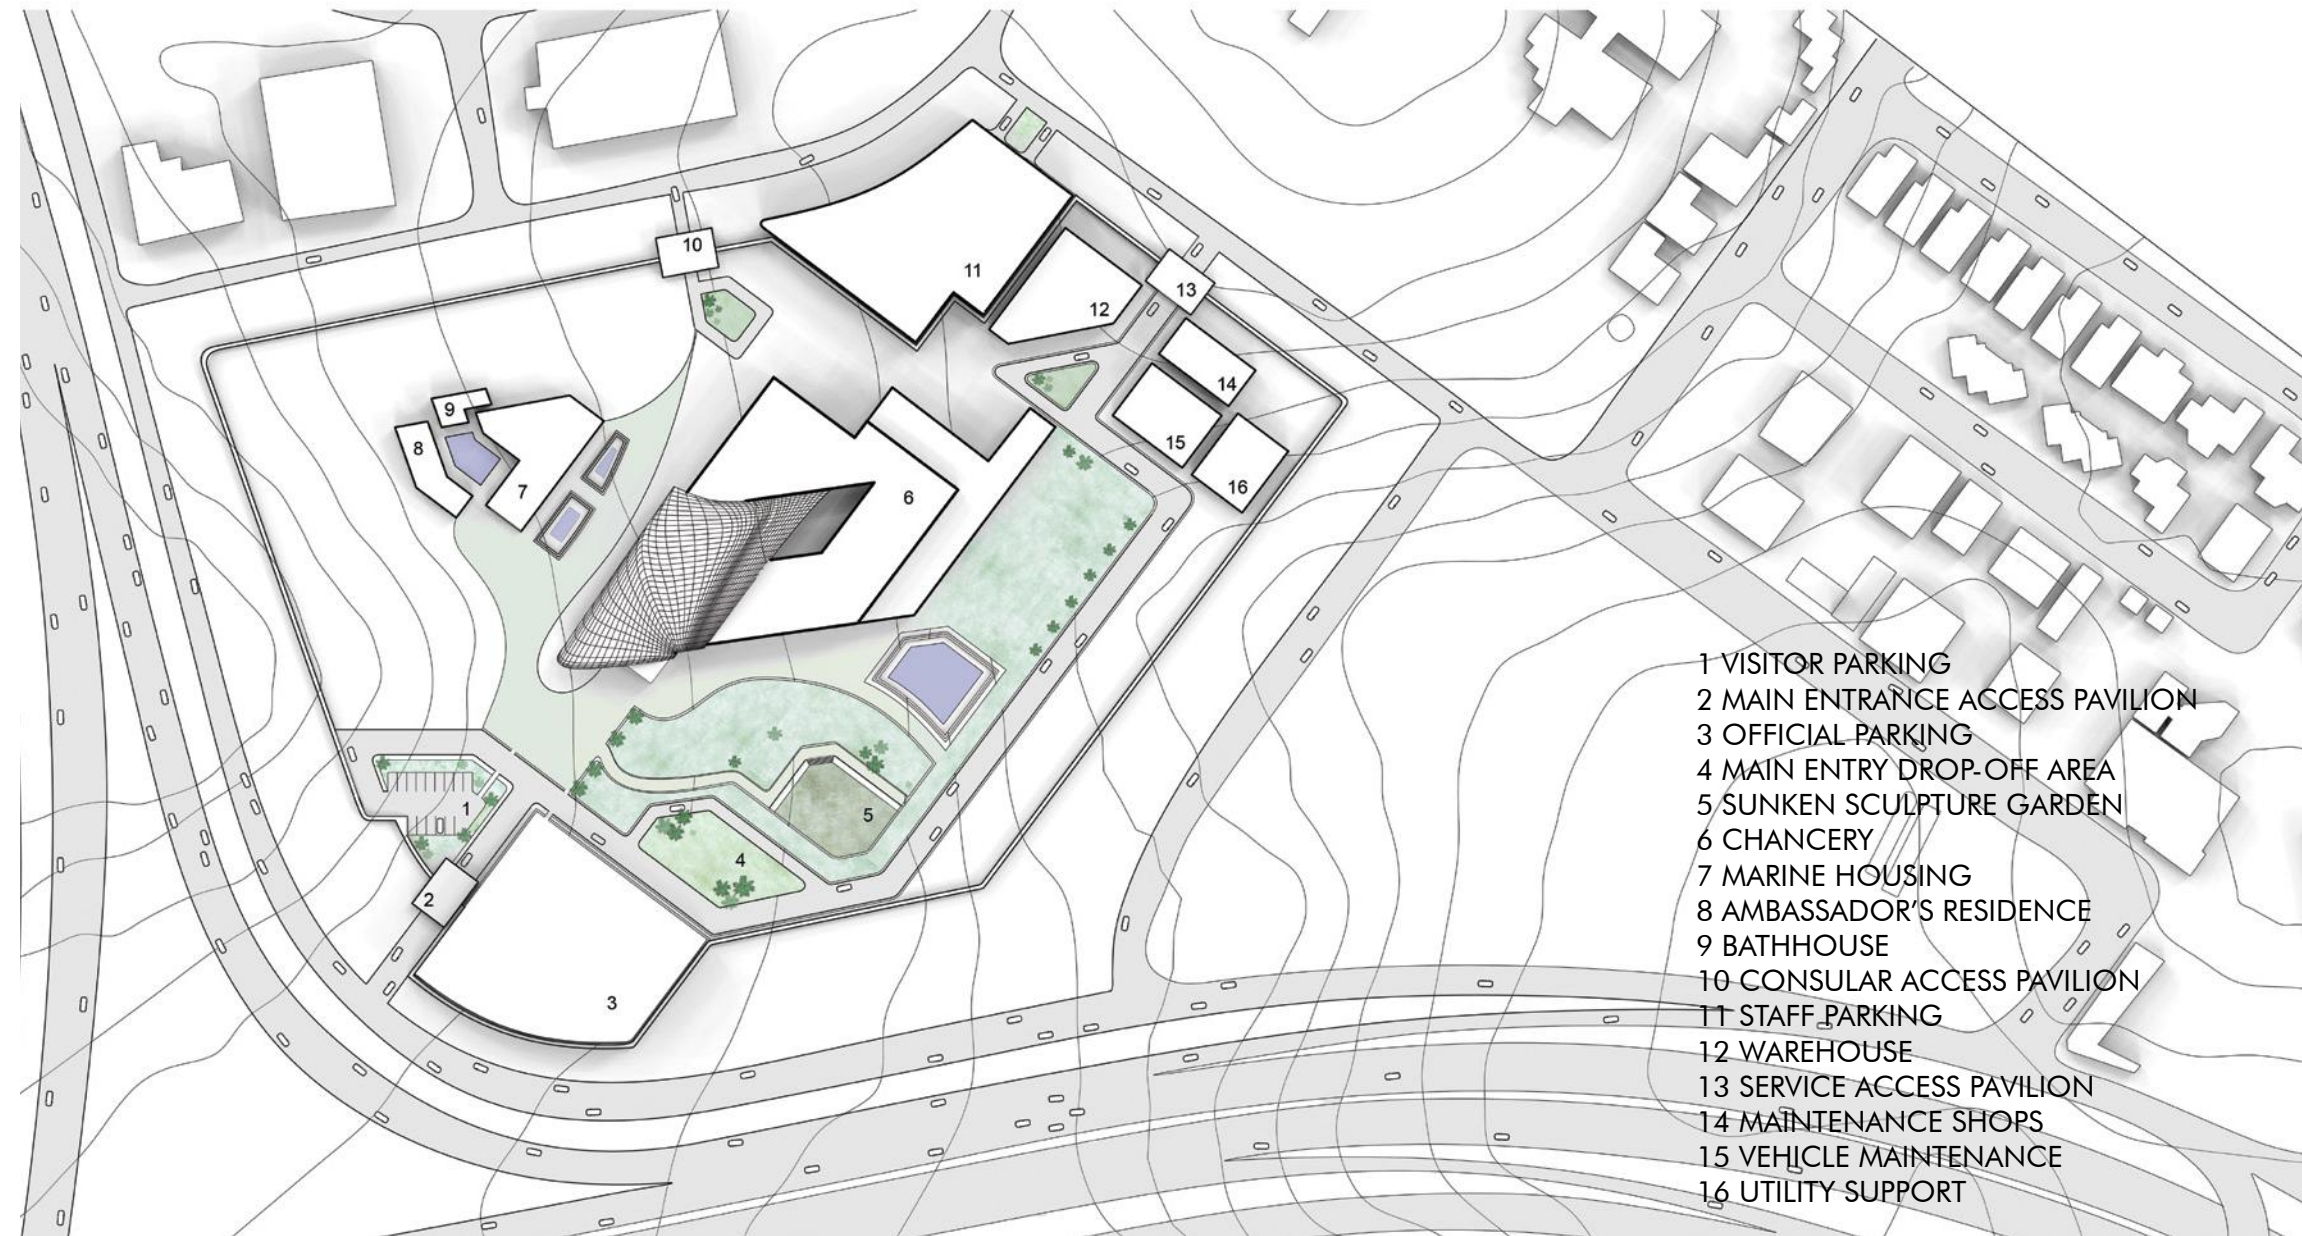 10
11
13
12
14
9
8
15
7
6
16
1 VISITOR PARKING
2 MAIN ENTRANCE ACCESS PAVILION
3 OFFICIAL PARKING
4 MAIN ENTRY DROP-OFF AREA
5 SUNKEN SCULPTURE GARDEN
6 CHANCERY
7 MARINE HOUSING
8 AMBASSADOR'S RESIDENCE
9 BATHHOUSE
10 CONSULAR ACCESS PAVILION
11 STAFF PARKING
12 WAREHOUSE
13 SERVICE ACCESS PAVILION
14 MAINTENANCE SHOPS
15 VEHICLE MAINTENANCE
16 UTILITY SUPPORT
1
5
4
2
3